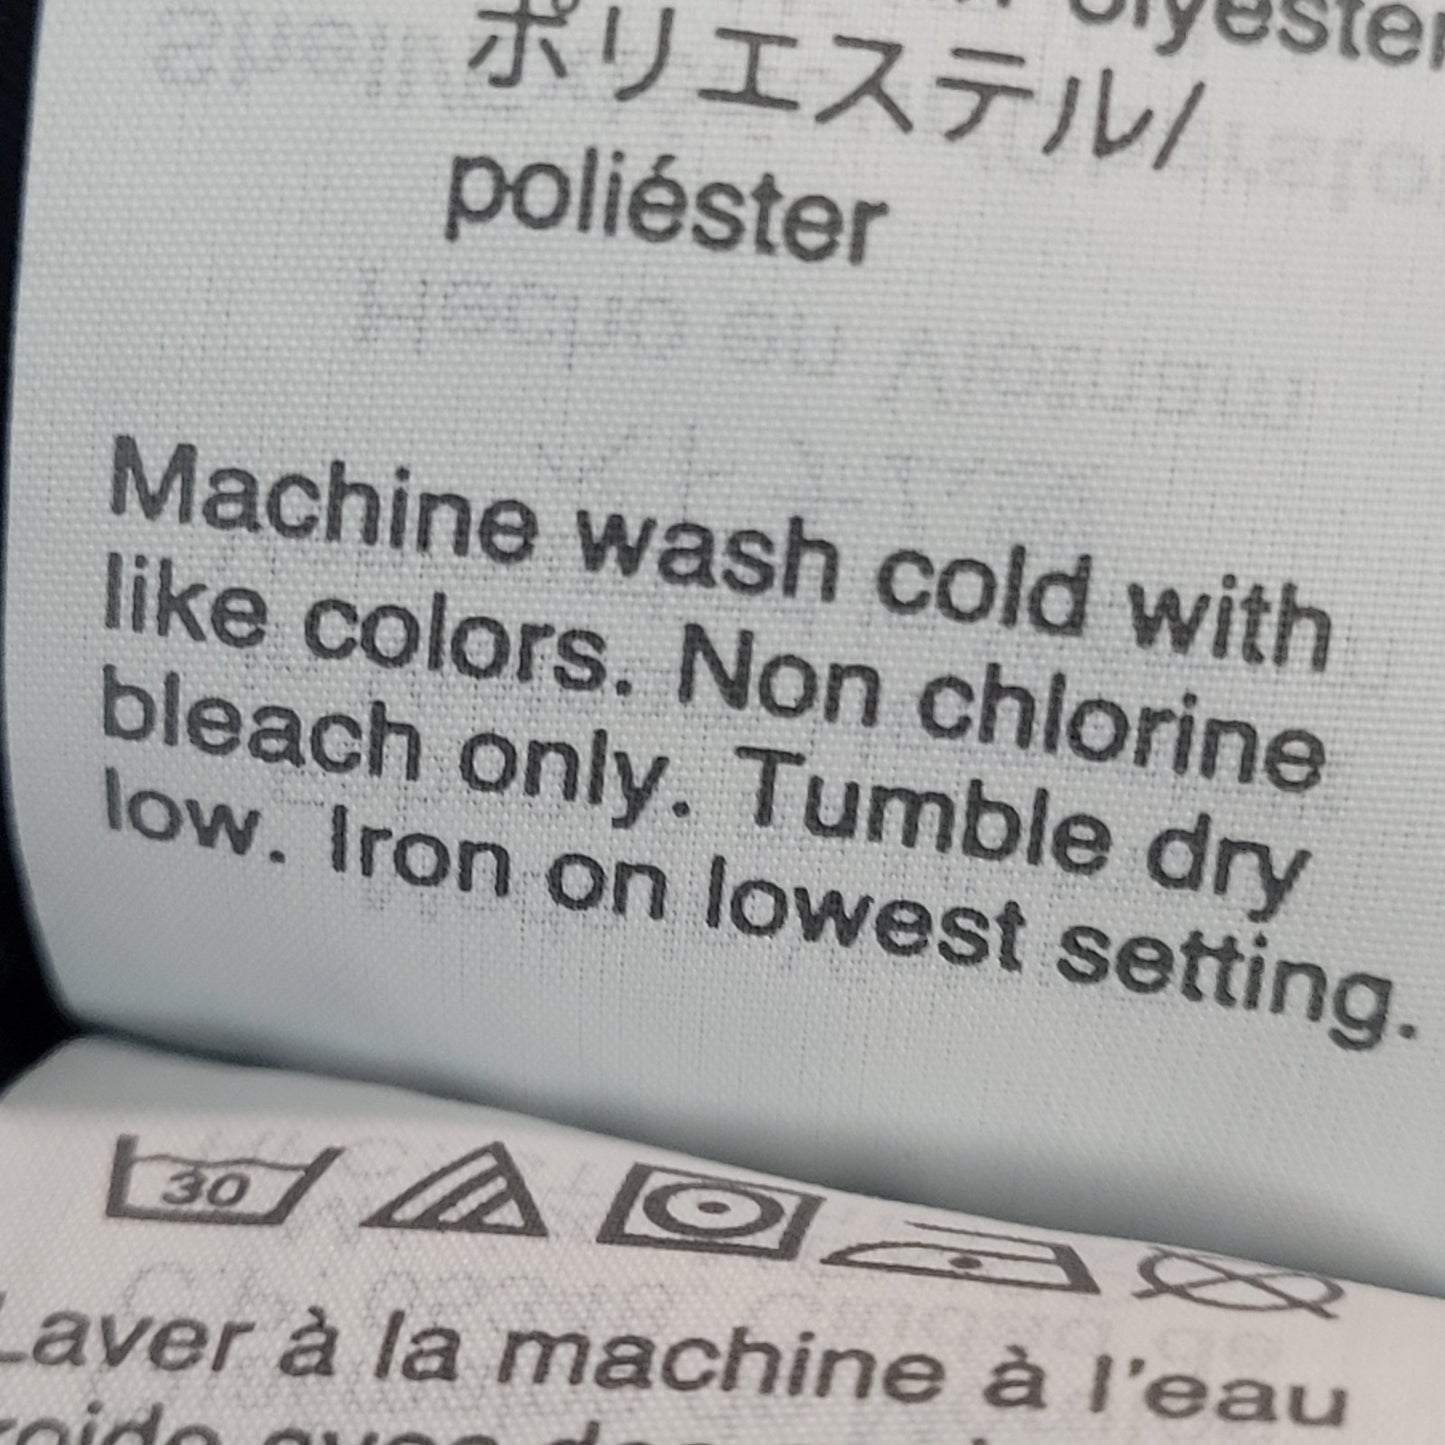 olyester
ポリエステル/
poliéster
Machine wash cold with
like colors. Non chlorine
bleach only. Tumble dry
low. Iron on lowest setting.
30
Laver à la machine à l'eau